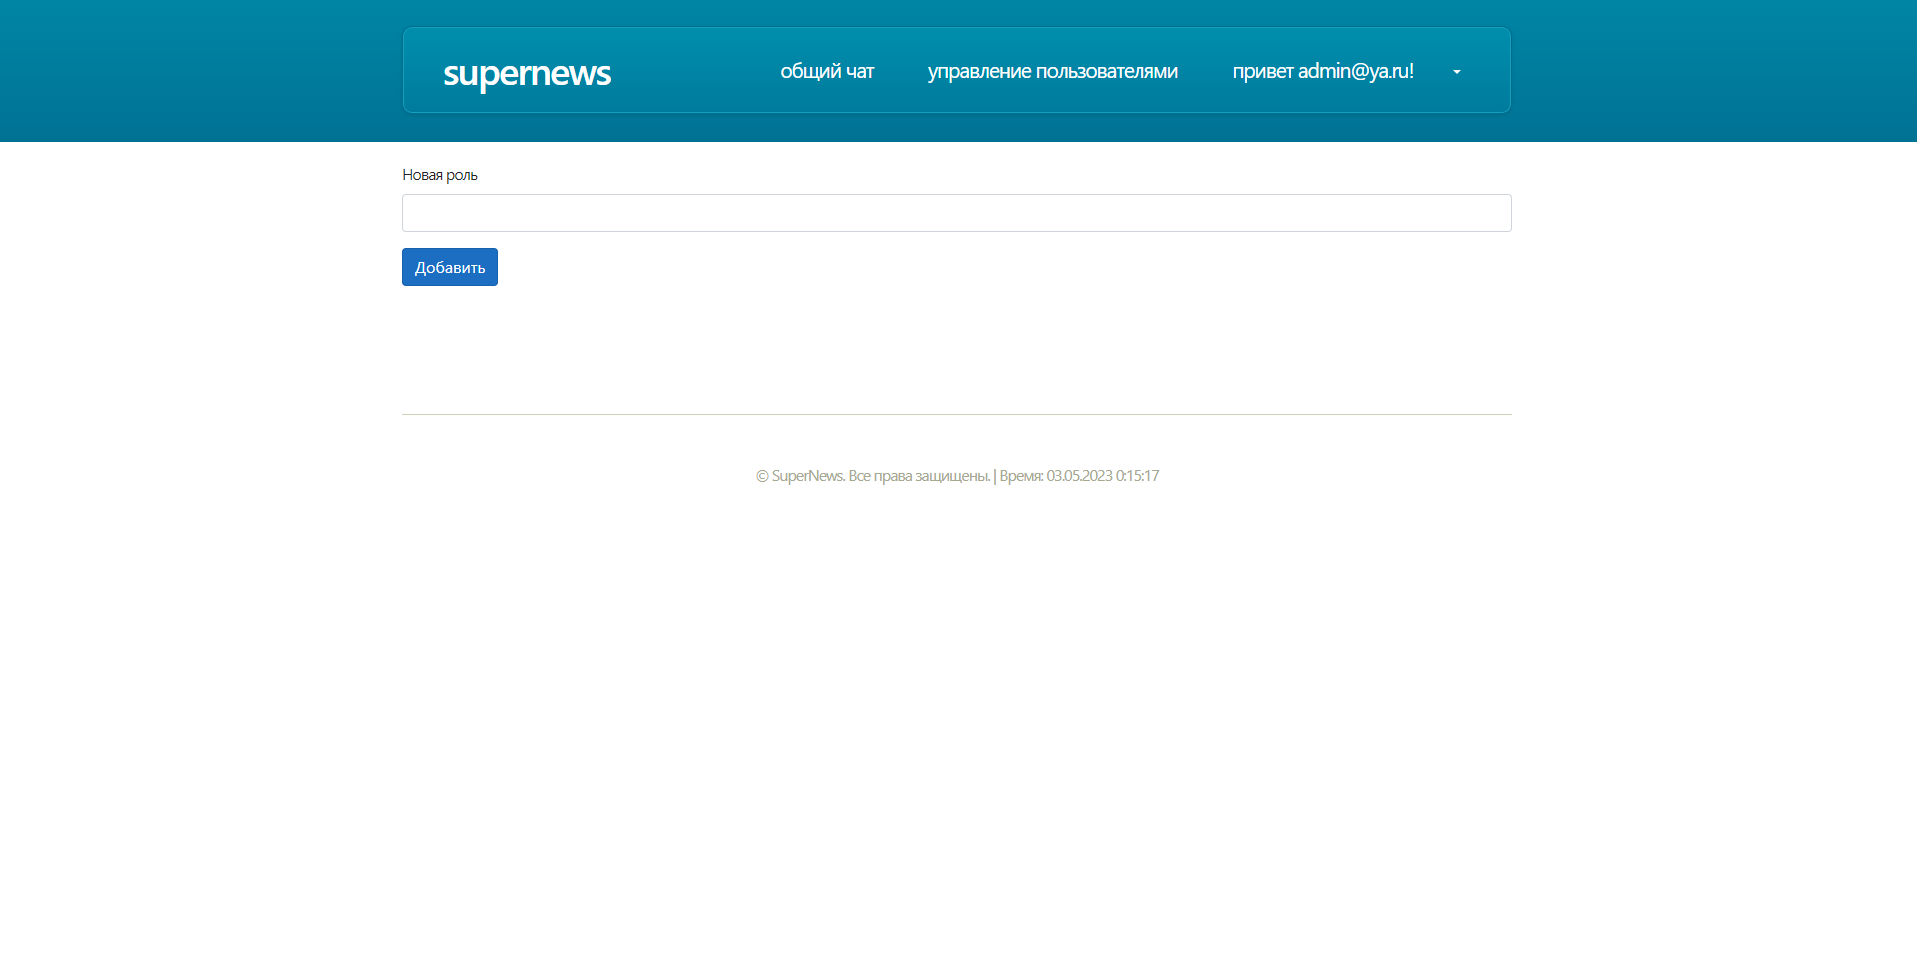 supernews общий чат управление пользователями привет admin@ya.ru!
Новая роль
Добавить
© SuperNews. Все права защищены. | Время: 03.05.2023 0:15:17